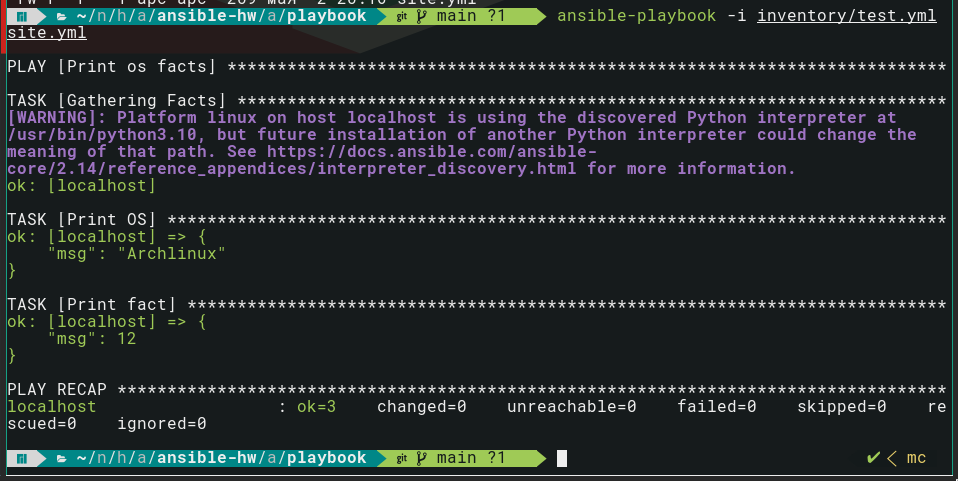 ~/n/h/a/ansible-hw/a/playbook  git  main ?1  ansible-playbook -i inventory/test.yml
site.yml
PLAY [Print os facts] ************************************************************************
TASK [Gathering Facts] ***********************************************************************
[WARNING]: Platform linux on host localhost is using the discovered Python interpreter at
/usr/bin/python3.10, but future installation of another Python interpreter could change the
meaning of that path. See https://docs.ansible.com/ansible-
core/2.14/reference_appendices/interpreter_discovery.html for more information.
ok: [localhost]
TASK [Print OS] ******************************************************************************
ok: [localhost] => {
    "msg": "Archlinux"
}
TASK [Print fact] ****************************************************************************
ok: [localhost] => {
    "msg": 12
}
PLAY RECAP ***********************************************************************************
localhost                  : ok=3    changed=0    unreachable=0    failed=0    skipped=0    re
scued=0    ignored=0
~/n/h/a/ansible-hw/a/playbook  git  main ?1  ✔ < mc